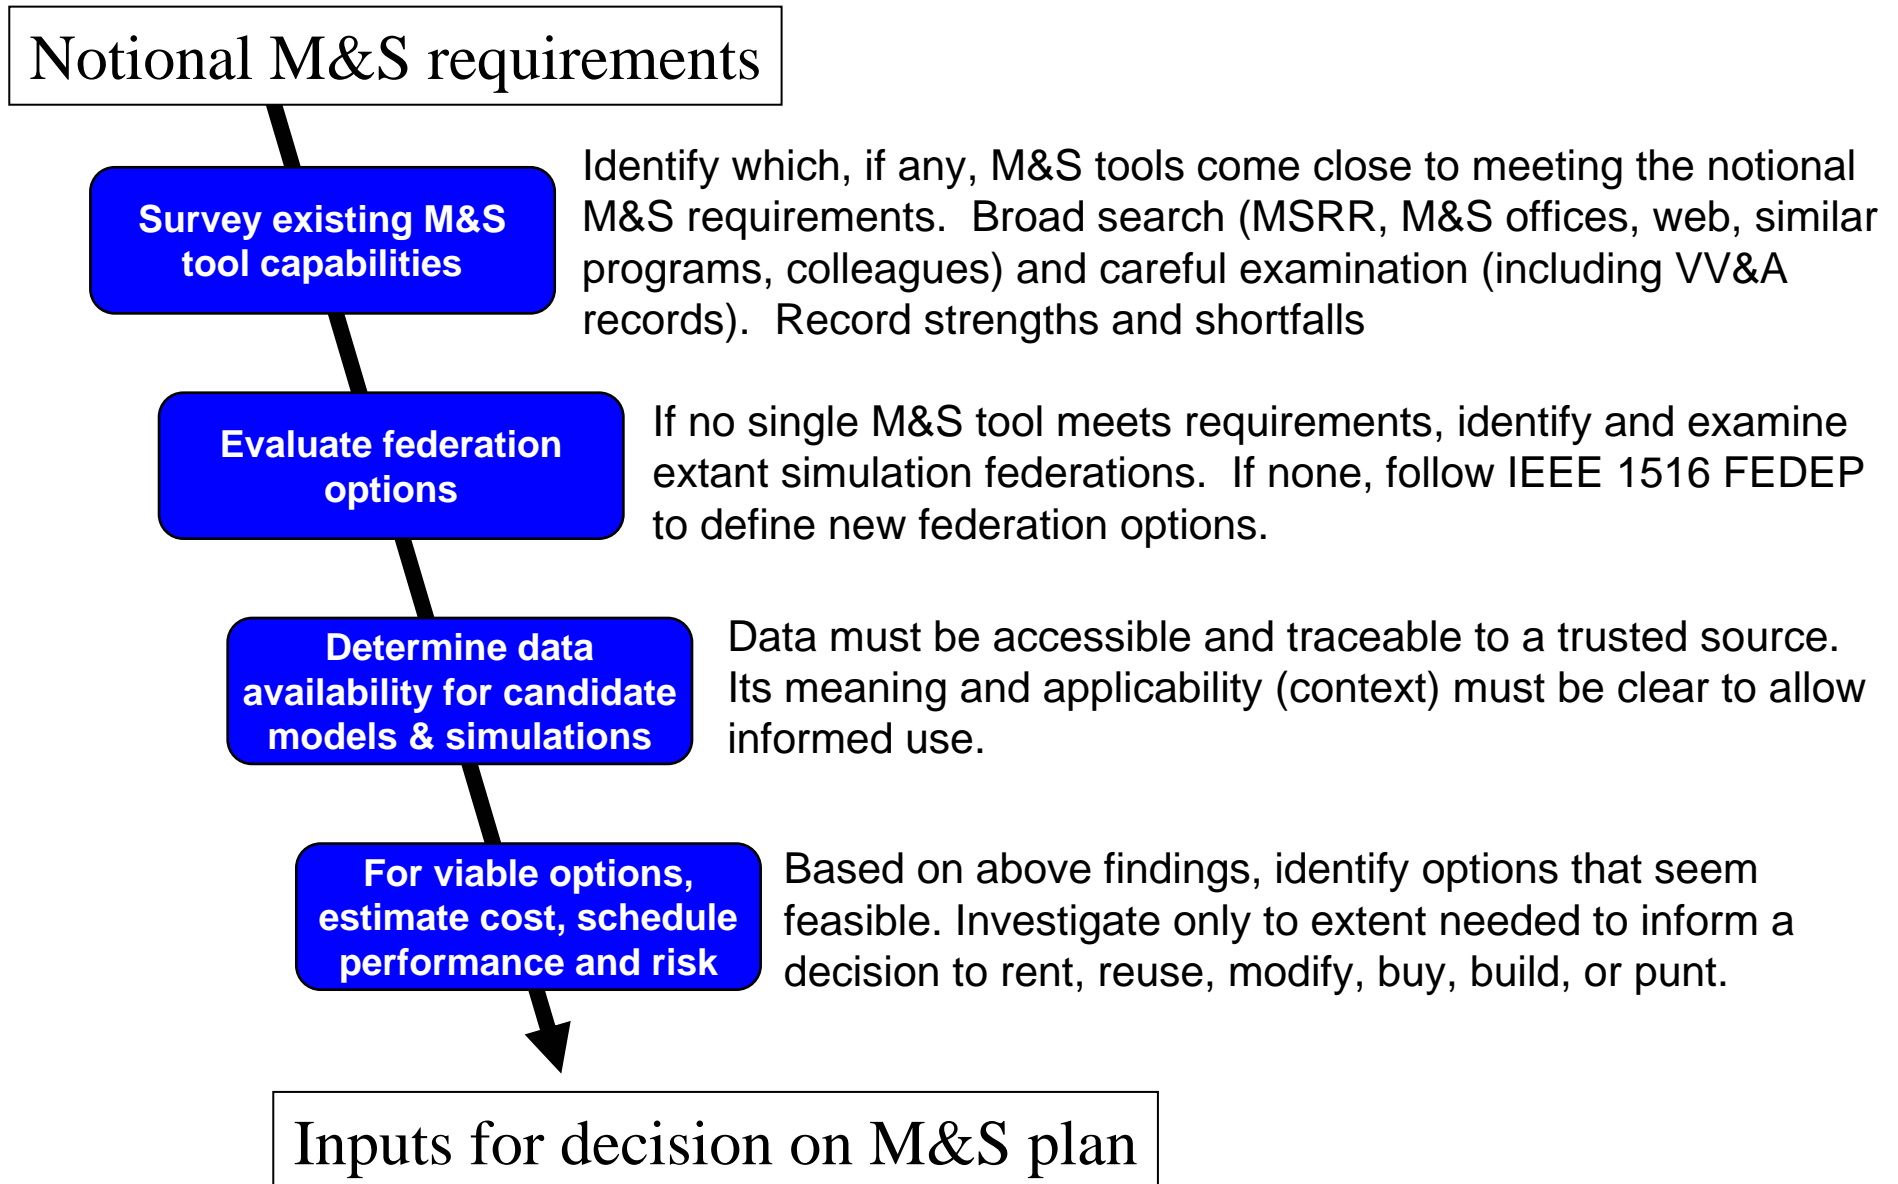 Notional M&S requirements
Survey existing M&S
tool capabilities
Identify which, if any, M&S tools come close to meeting the notional
M&S requirements.  Broad search (MSRR, M&S offices, web, similar
programs, colleagues) and careful examination (including VV&A
records).  Record strengths and shortfalls
Evaluate federation
options
If no single M&S tool meets requirements, identify and examine
extant simulation federations.  If none, follow IEEE 1516 FEDEP
to define new federation options.
Determine data
availability for candidate
models & simulations
Data must be accessible and traceable to a trusted source.
Its meaning and applicability (context) must be clear to allow
informed use.
For viable options,
estimate cost, schedule
performance and risk
Based on above findings, identify options that seem
feasible. Investigate only to extent needed to inform a
decision to rent, reuse, modify, buy, build, or punt.
Inputs for decision on M&S plan